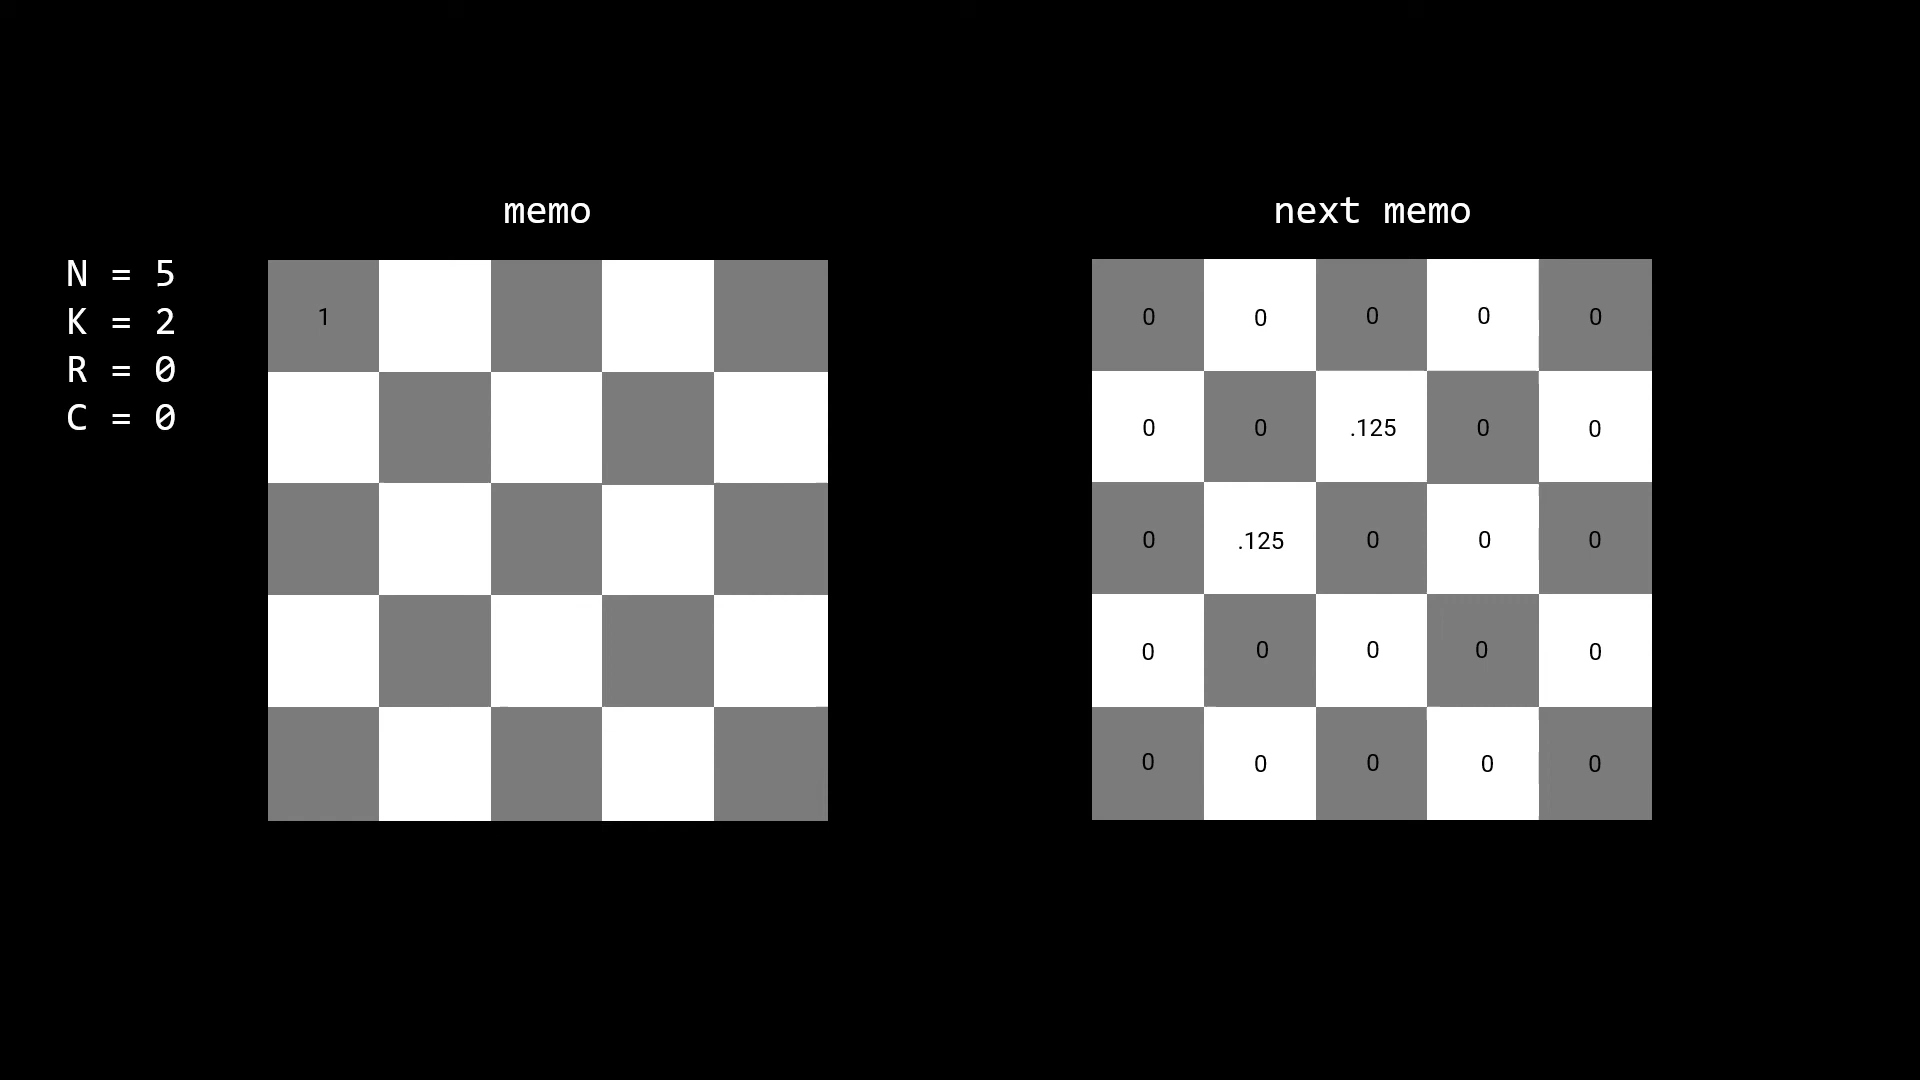 memo
next memo
N = 5
K = 2
R = 0
C = 0
1
0 0 0 0 0
0 0 .125 0 0
0 .125 0 0 0
0 0 0 0 0
0 0 0 0 0